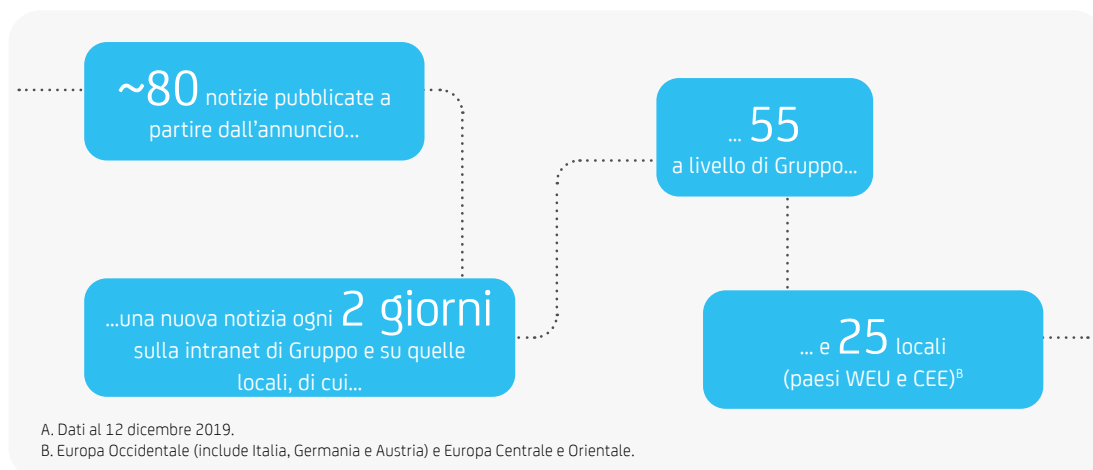 ~80 notizie pubblicate a
partire dall'annuncio...
...una nuova notizia ogni 2 giorni
sulla intranet di Gruppo e su quelle
locali, di cui...
... 55
a livello di Gruppo...
... e 25 locali
(paesi WEU e CEE)ᴮ
A. Dati al 12 dicembre 2019.
B. Europa Occidentale (include Italia, Germania e Austria) e Europa Centrale e Orientale.